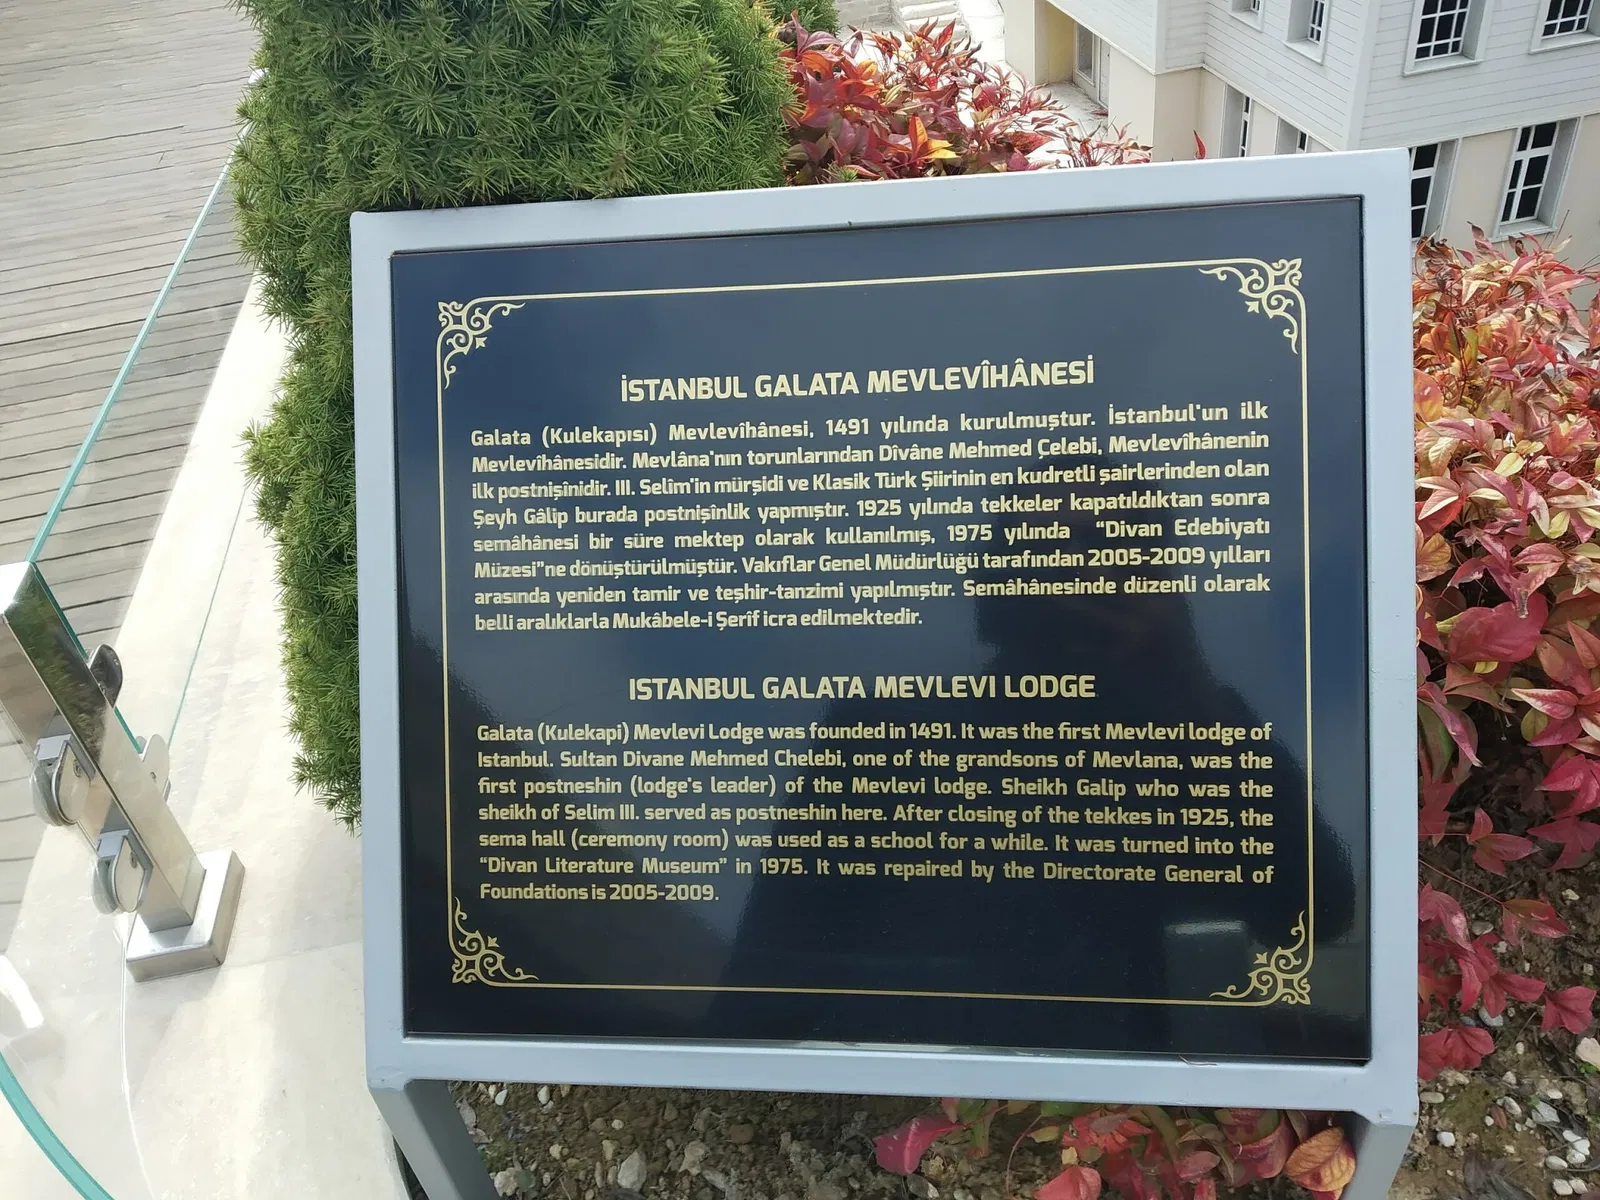 İSTANBUL GALATA MEVLEVÎHÂNESİ
Galata (Kulekapısı) Mevlevîhânesi, 1491 yılında kurulmuştur. İstanbul'un ilk
Mevlevîhânesidir. Mevlâna'nın torunlarından Dîvâne Mehmed Çelebi, Mevlevîhânenin
ilk postnişînidir. III. Selîm'in mürşidi ve Klasik Türk Şiirinin en kudretli şairlerinden olan
Şeyh Gâlip burada postnişînlik yapmıştır. 1925 yılında tekkeler kapatıldıktan sonra
semâhânesi bir süre mektep olarak kullanılmış, 1975 yılında “Divan Edebiyatı
Müzesi”ne dönüştürülmüştür. Vakıflar Genel Müdürlüğü tarafından 2005-2009 yılları
arasında yeniden tamir ve teşhir-tanzimi yapılmıştır. Semâhânesinde düzenli olarak
belli aralıklarla Mukâbele-i Şerîf icra edilmektedir.
ISTANBUL GALATA MEVLEVI LODGE
Galata (Kulekapi) Mevlevi Lodge was founded in 1491. It was the first Mevlevi lodge of
Istanbul. Sultan Divane Mehmed Chelebi, one of the grandsons of Mevlana, was the
first postneshin (lodge's leader) of the Mevlevi lodge. Sheikh Galip who was the
sheikh of Selim III. served as postneshin here. After closing of the tekkes in 1925, the
sema hall (ceremony room) was used as a school for a while. It was turned into the
“Divan Literature Museum” in 1975. It was repaired by the Directorate General of
Foundations is 2005-2009.